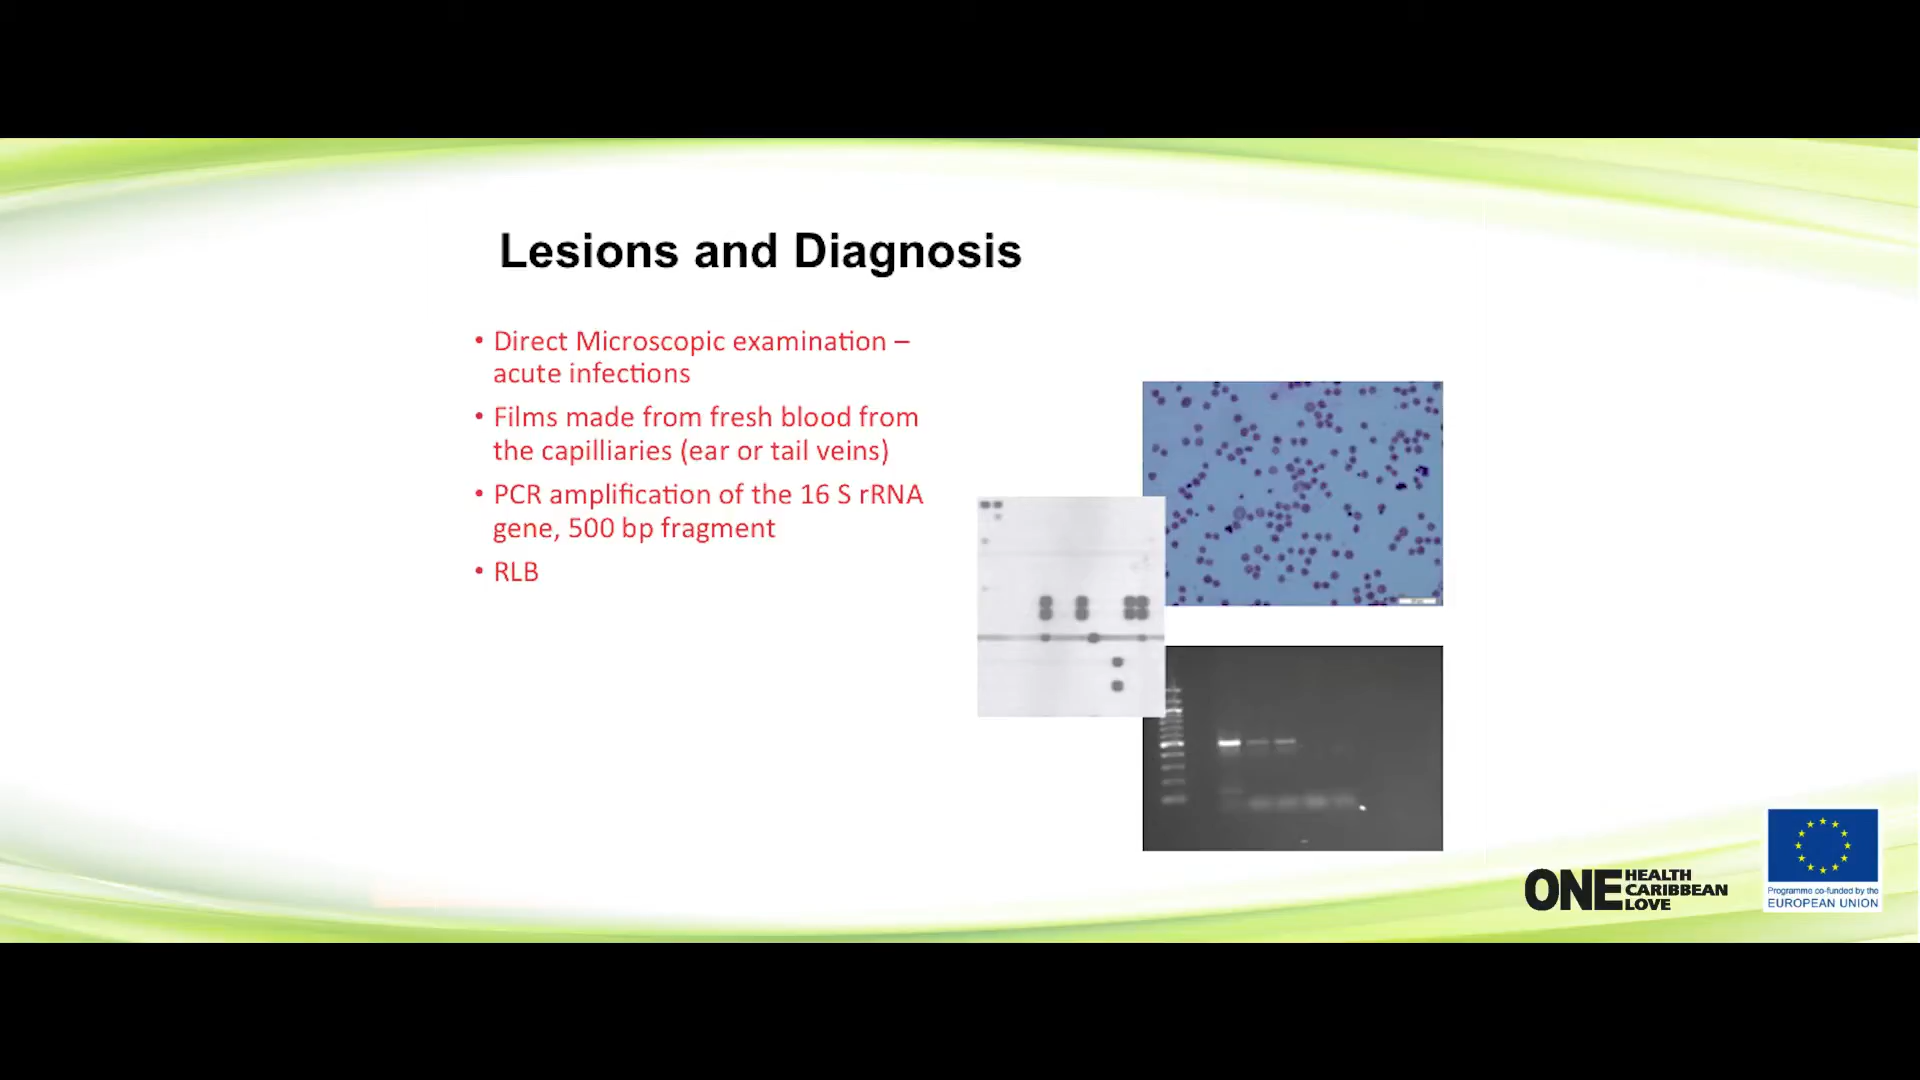 Lesions and Diagnosis
• Direct Microscopic examination –
acute infections
• Films made from fresh blood from
the capilliaries (ear or tail veins)
• PCR amplification of the 16 S rRNA
gene, 500 bp fragment
• RLB
ONE HEALTH
CARIBBEAN
LOVE
Programme co-funded by the
EUROPEAN UNION